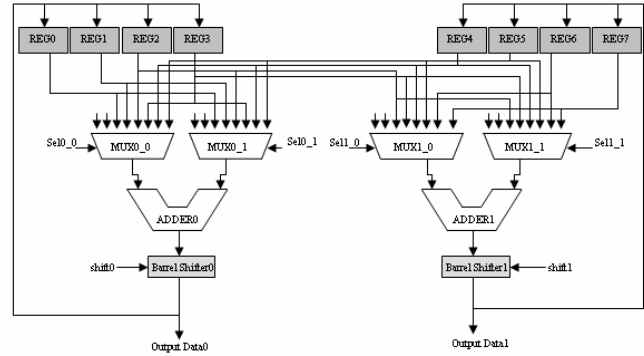 REG0 REG1 REG2 REG3 REG4 REG5 REG6 REG7
Sel0_0 MUX0_0 MUX0_1 Sel0_1 Sel1_0 MUX1_0 MUX1_1 Sel1_1
ADDER0 ADDER1
shift0 Barrel Shifter0 Barrel Shifter1 shift1
Output Data0 Output Data1